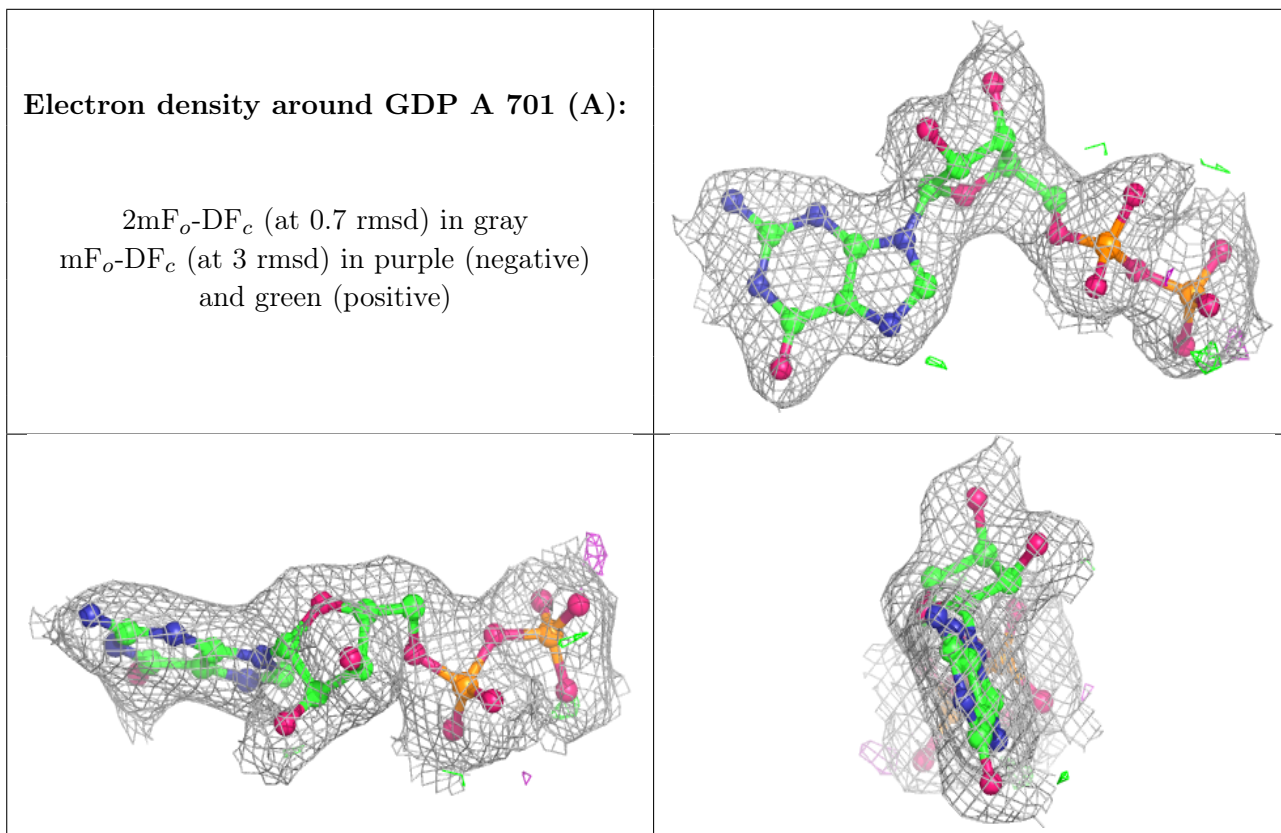 Electron density around GDP A 701 (A):
2mFₒ-DF𝒸 (at 0.7 rmsd) in gray
mFₒ-DF𝒸 (at 3 rmsd) in purple (negative)
and green (positive)